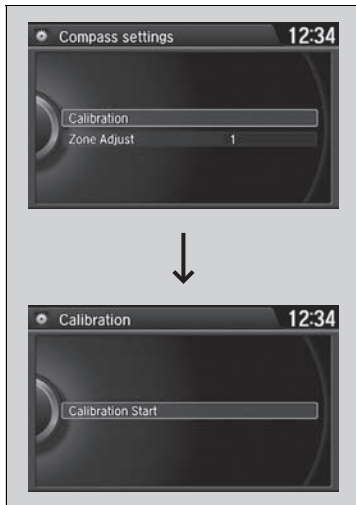 Compass settings 12:34
Calibration
Zone Adjust 1
Calibration 12:34
Calibration Start